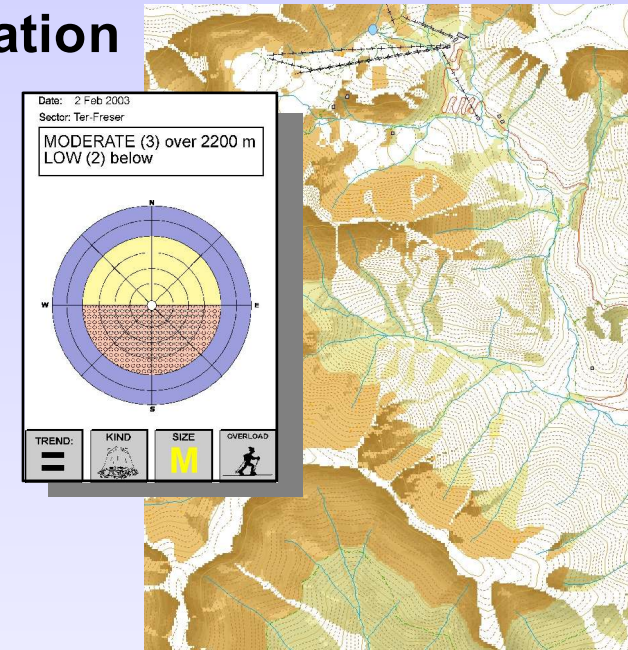 ation
Date: 2 Feb 2003
Sector: Ter-Freser
MODERATE (3) over 2200 m
LOW (2) below
N
W
E
S
TREND:
KIND
SIZE
OVERLOAD
M